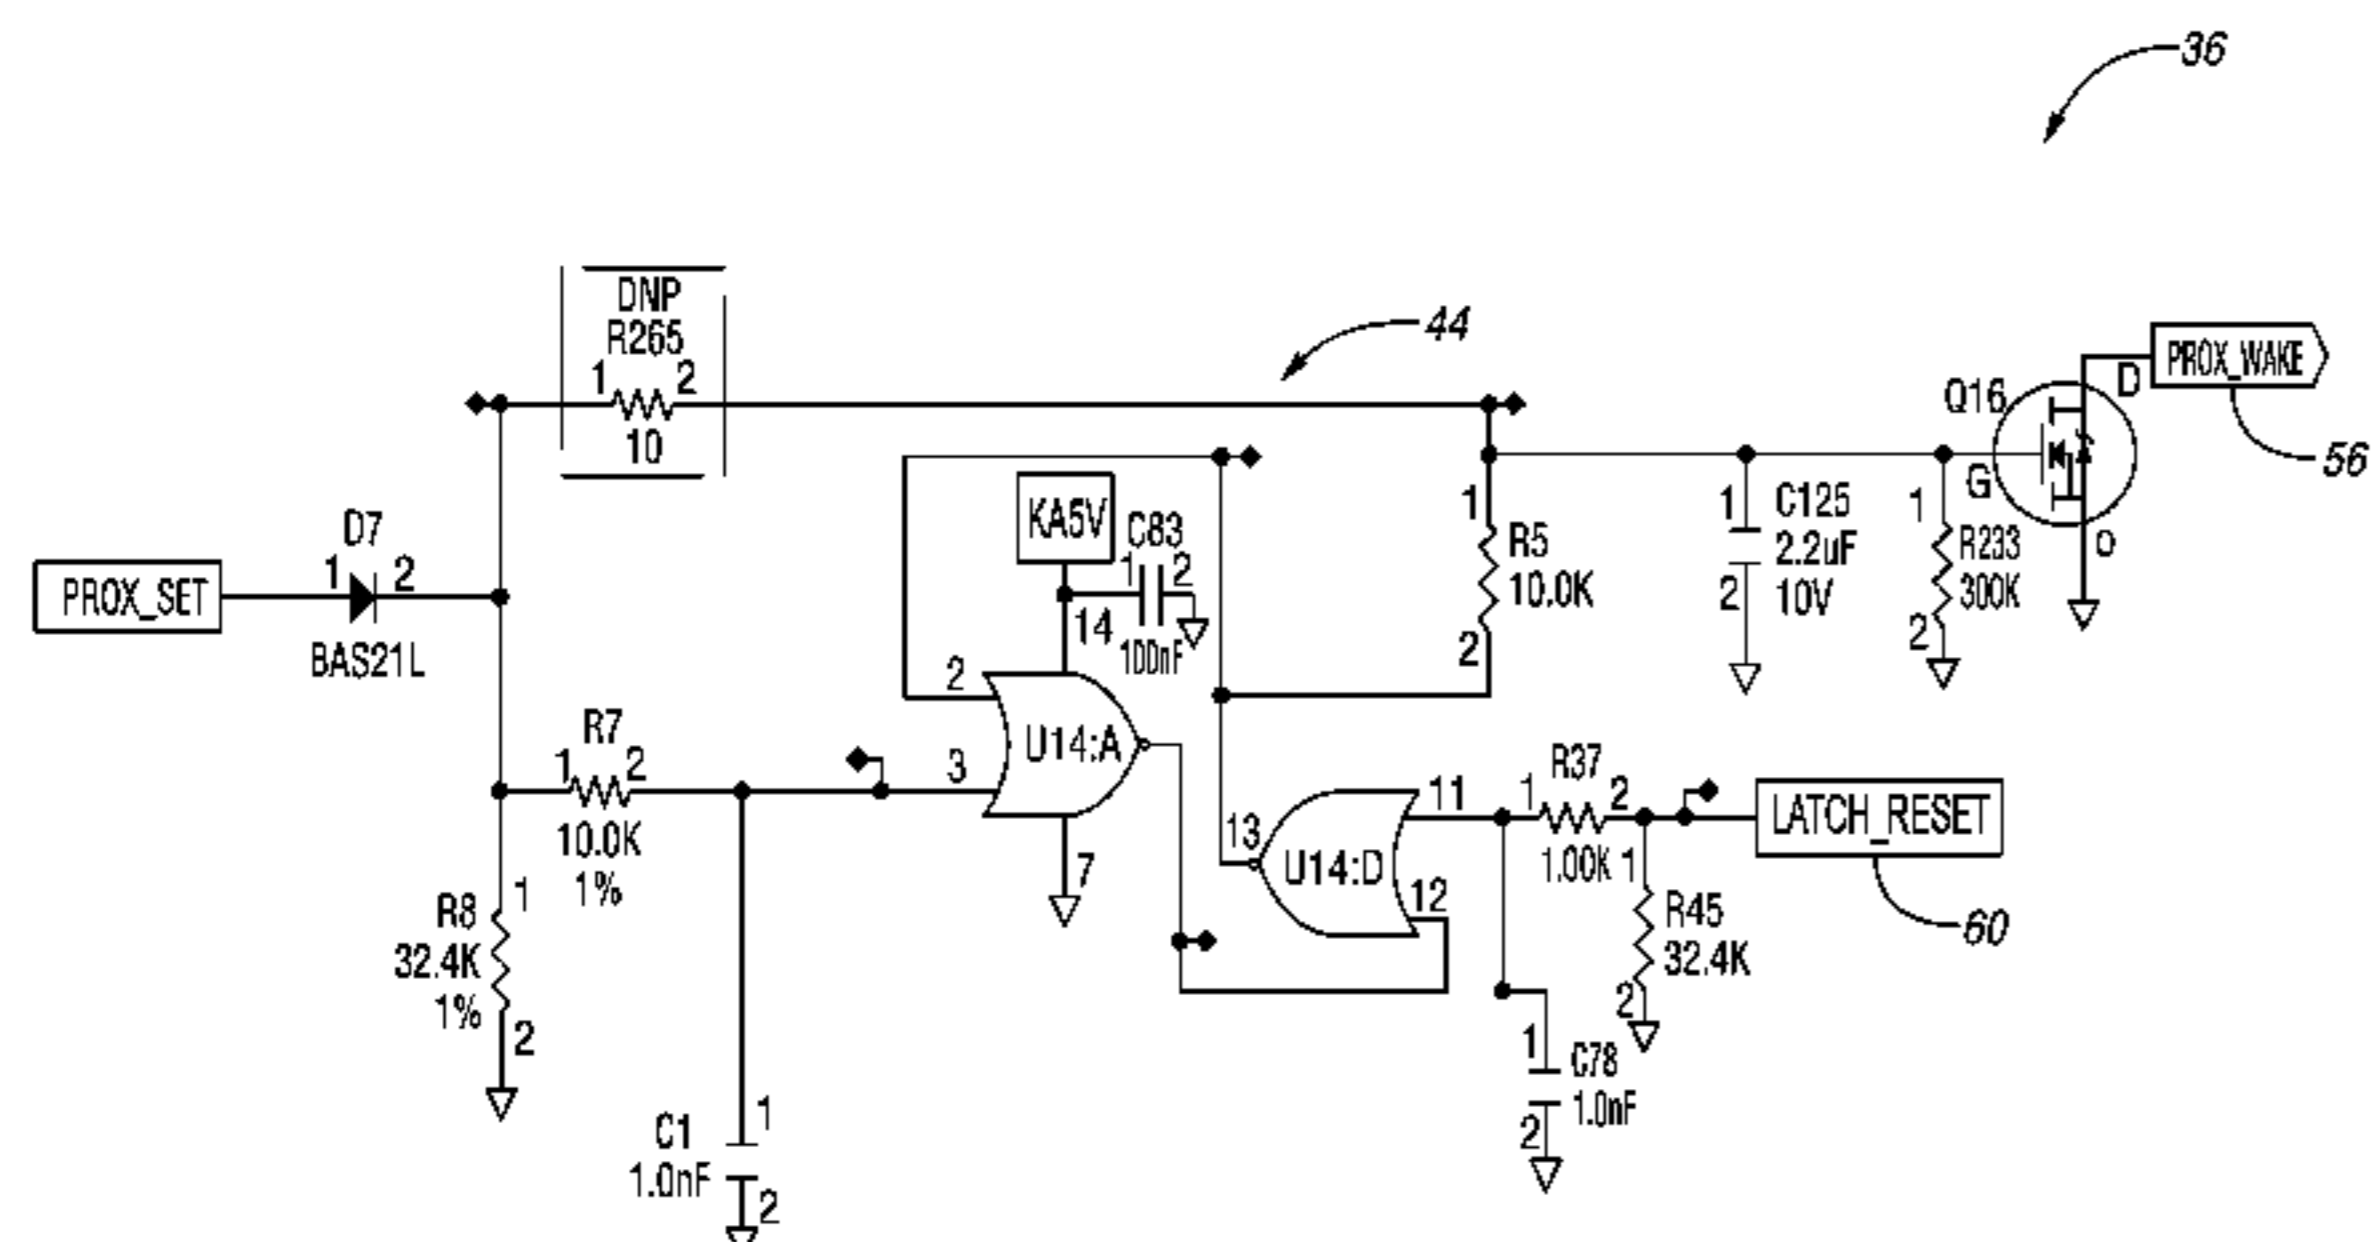 36
DNP
R265
1 2
10
44
PROX_WAKE
D
Q16
G
56
KA5V
C83
1 2
14
100nF
1
C125
2.2uF
10V
2
1
R233
300K
2
O
1
R5
10.0K
2
D7
PROX_SET
1 2
BAS21L
2
U14:A
3
7
R7
1 2
10.0K
1%
R37
11
1 2
1.00K
LATCH_RESET
13
U14:D
12
1
R45
32.4K
2
60
1
R8
32.4K
1%
2
1
C78
1.0nF
2
1
C1
1.0nF
2